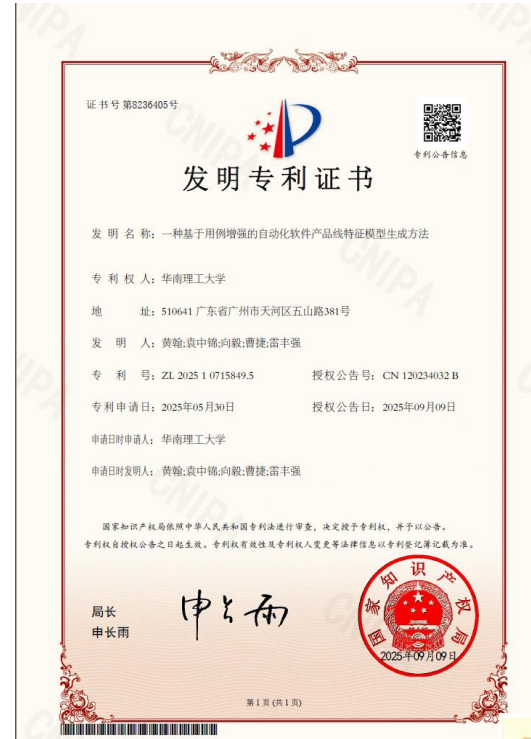 证书号第8236405号
专利公告信息
发明专利证书
发明名称：一种基于用例增强的自动化软件产品线特征模型生成方法
专利权人：华南理工大学
地址：510641 广东省广州市天河区五山路381号
发明人：黄翰;袁中锦;向毅;曹捷;雷丰强
专利号：ZL 2025 1 0715849.5 授权公告号：CN 120234032 B
专利申请日：2025年05月30日 授权公告日：2025年09月09日
申请日时申请人：华南理工大学
申请日时发明人：黄翰;袁中锦;向毅;曹捷;雷丰强
国家知识产权局依照中华人民共和国专利法进行审查，决定授予专利权，并予以公告。
专利权自授权公告之日起生效。专利权有效性及专利权人变更等法律信息以专利登记簿记载为准。
局长
申长雨
申长雨
国家知识产权局
2025年09月09日
第1页(共1页)
CNIPA